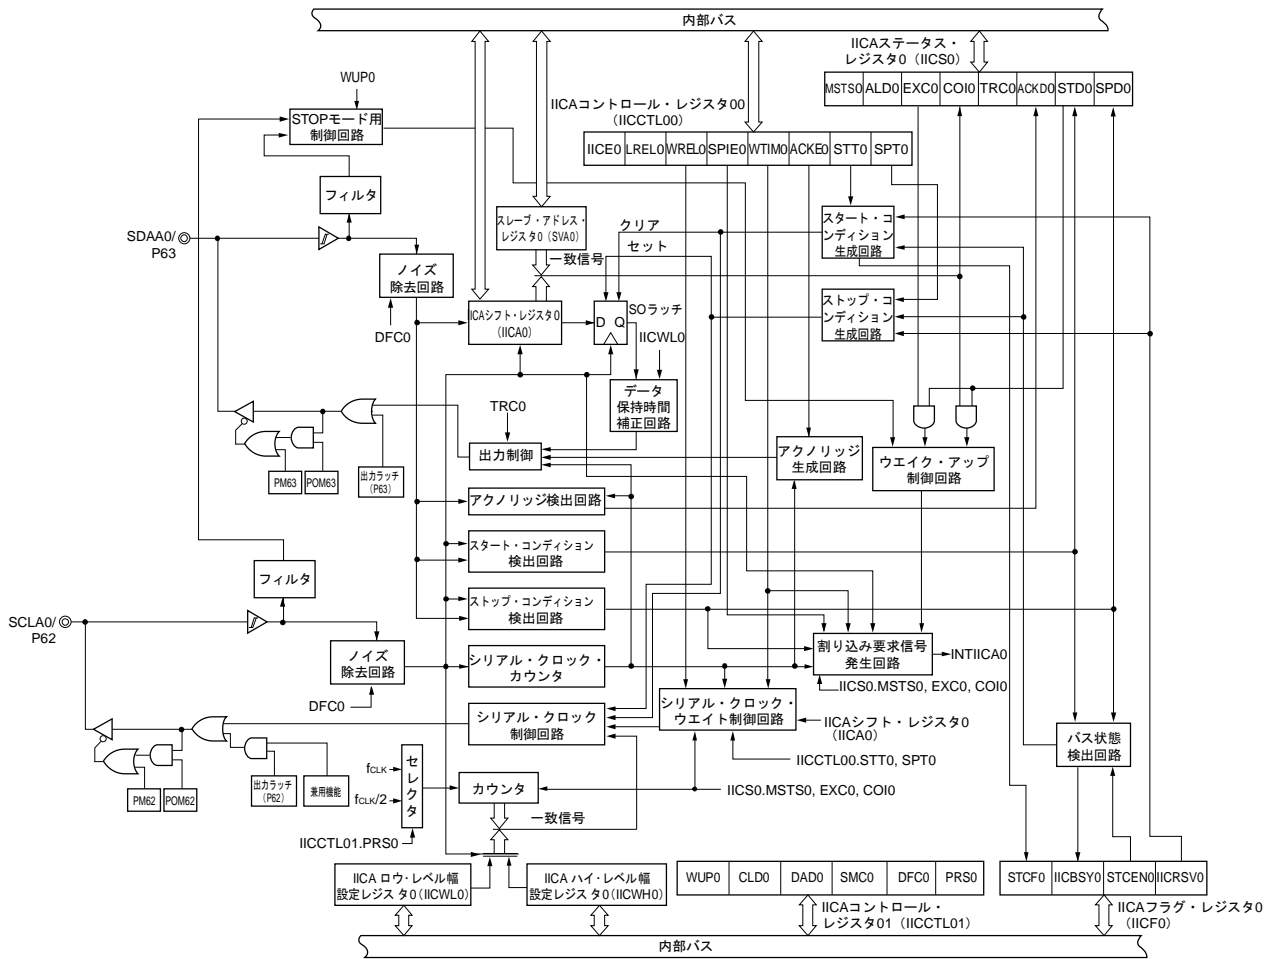 内部バス
IICAステータス・
レジスタ0（IICS0）
WUP0
MSTS0 ALD0 EXC0 COI0 TRC0 ACKD0 STD0 SPD0
IICAコントロール・レジスタ00
（IICCTL00）
STOPモード用
制御回路
IICE0 LREL0 WREL0 SPIE0 WTIM0 ACKE0 STT0 SPT0
フィルタ
スレーブ・アドレス・
レジスタ0（SVA0）
クリア
セット
スタート・コ
ンディション
生成回路
SDAA0/
P63
ノイズ
除去回路
一致信号
DFC0
IICAシフト・レジスタ0
（IICA0）
SOラッチ
D Q
IICWL0
ストップ・コ
ンディション
生成回路
データ
保持時間
補正回路
TRC0
出力制御
アクノリッジ
生成回路
ウエイク・アップ
制御回路
PM63
POM63
出力ラッチ
（P63）
アクノリッジ検出回路
スタート・コンディション
検出回路
フィルタ
ストップ・コンディション
検出回路
SCLA0/
P62
ノイズ
除去回路
DFC0
シリアル・クロック・
カウンタ
割り込み要求信号
発生回路
INTIICA0
IICS0.MSTS0, EXC0, COI0
シリアル・クロック
制御回路
シリアル・クロック・
ウエイト制御回路
IICAシフト・レジスタ0
（IICA0）
IICCTL00.STT0, SPT0
バス状態
検出回路
PM62
POM62
出力ラッチ
（P62）
兼用機能
fCLK
fCLK/2
セレクタ
カウンタ
IICS0.MSTS0, EXC0, COI0
一致信号
IICCTL01.PRS0
IICA ロウ・レベル幅
設定レジスタ0（IICWL0）
IICA ハイ・レベル幅
設定レジスタ0（IICWH0）
WUP0 CLD0 DAD0 SMC0 DFC0 PRS0
STCF0 IICBSY0 STCEN0 IICRSV0
IICAコントロール・
レジスタ01（IICCTL01）
IICAフラグ・レジスタ0
（IICF0）
内部バス